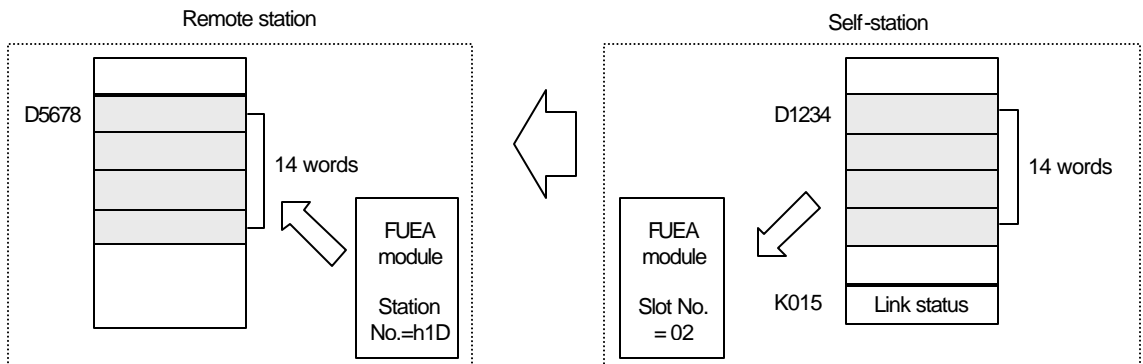 Remote station
Self-station
D5678
14 words
FUEA
module
Station
No.=h1D
D1234
14 words
FUEA
module
Slot No.
= 02
K015
Link status